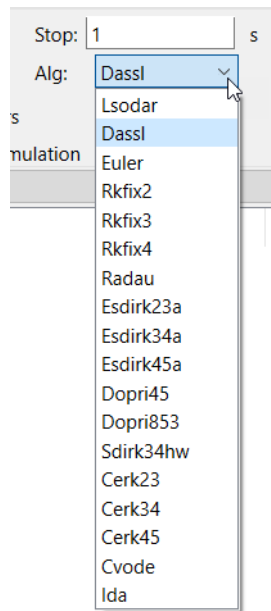 Stop: 1 s
Alg: Dassl
Lsodar
s
Dassl
mulation
Euler
Rkfix2
Rkfix3
Rkfix4
Radau
Esdirk23a
Esdirk34a
Esdirk45a
Dopri45
Dopri853
Sdirk34hw
Cerk23
Cerk34
Cerk45
Cvode
Ida